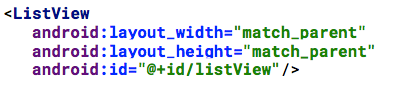 <ListView
android:layout_width="match_parent"
android:layout_height="match_parent"
android:id="@+id/listView"/>